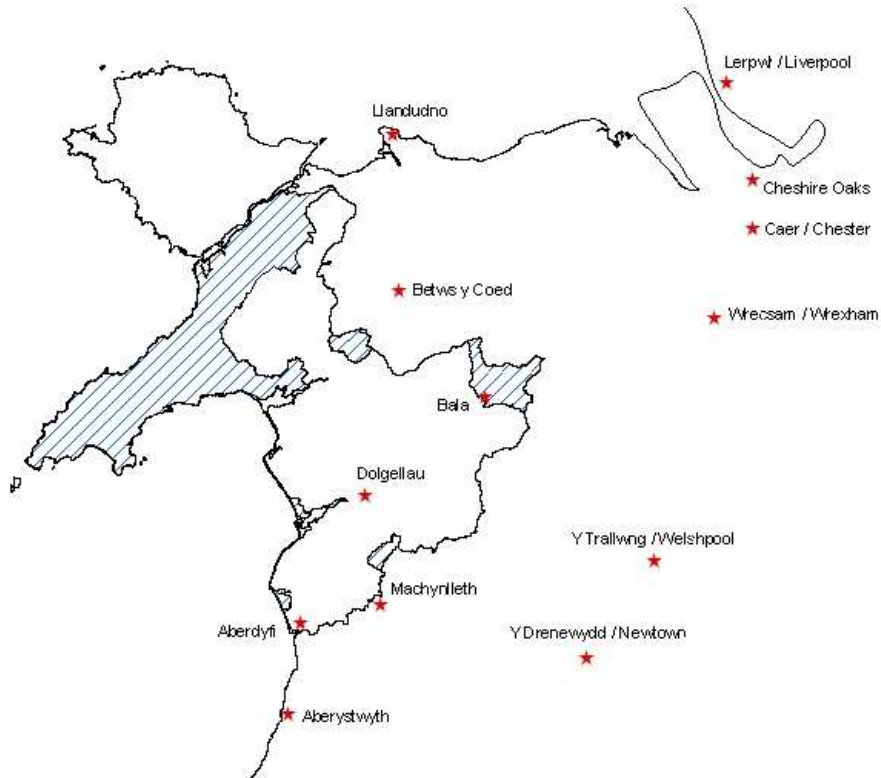 Lerpwl / Liverpool
Llandudno
Cheshire Oaks
Caer / Chester
Betws y Coed
Wrecsam / Wrexham
Bala
Dolgellau
Y Trallwng / Welshpool
Machynlleth
Aberdyfi
Y Drenewydd / Newtown
Aberystwyth